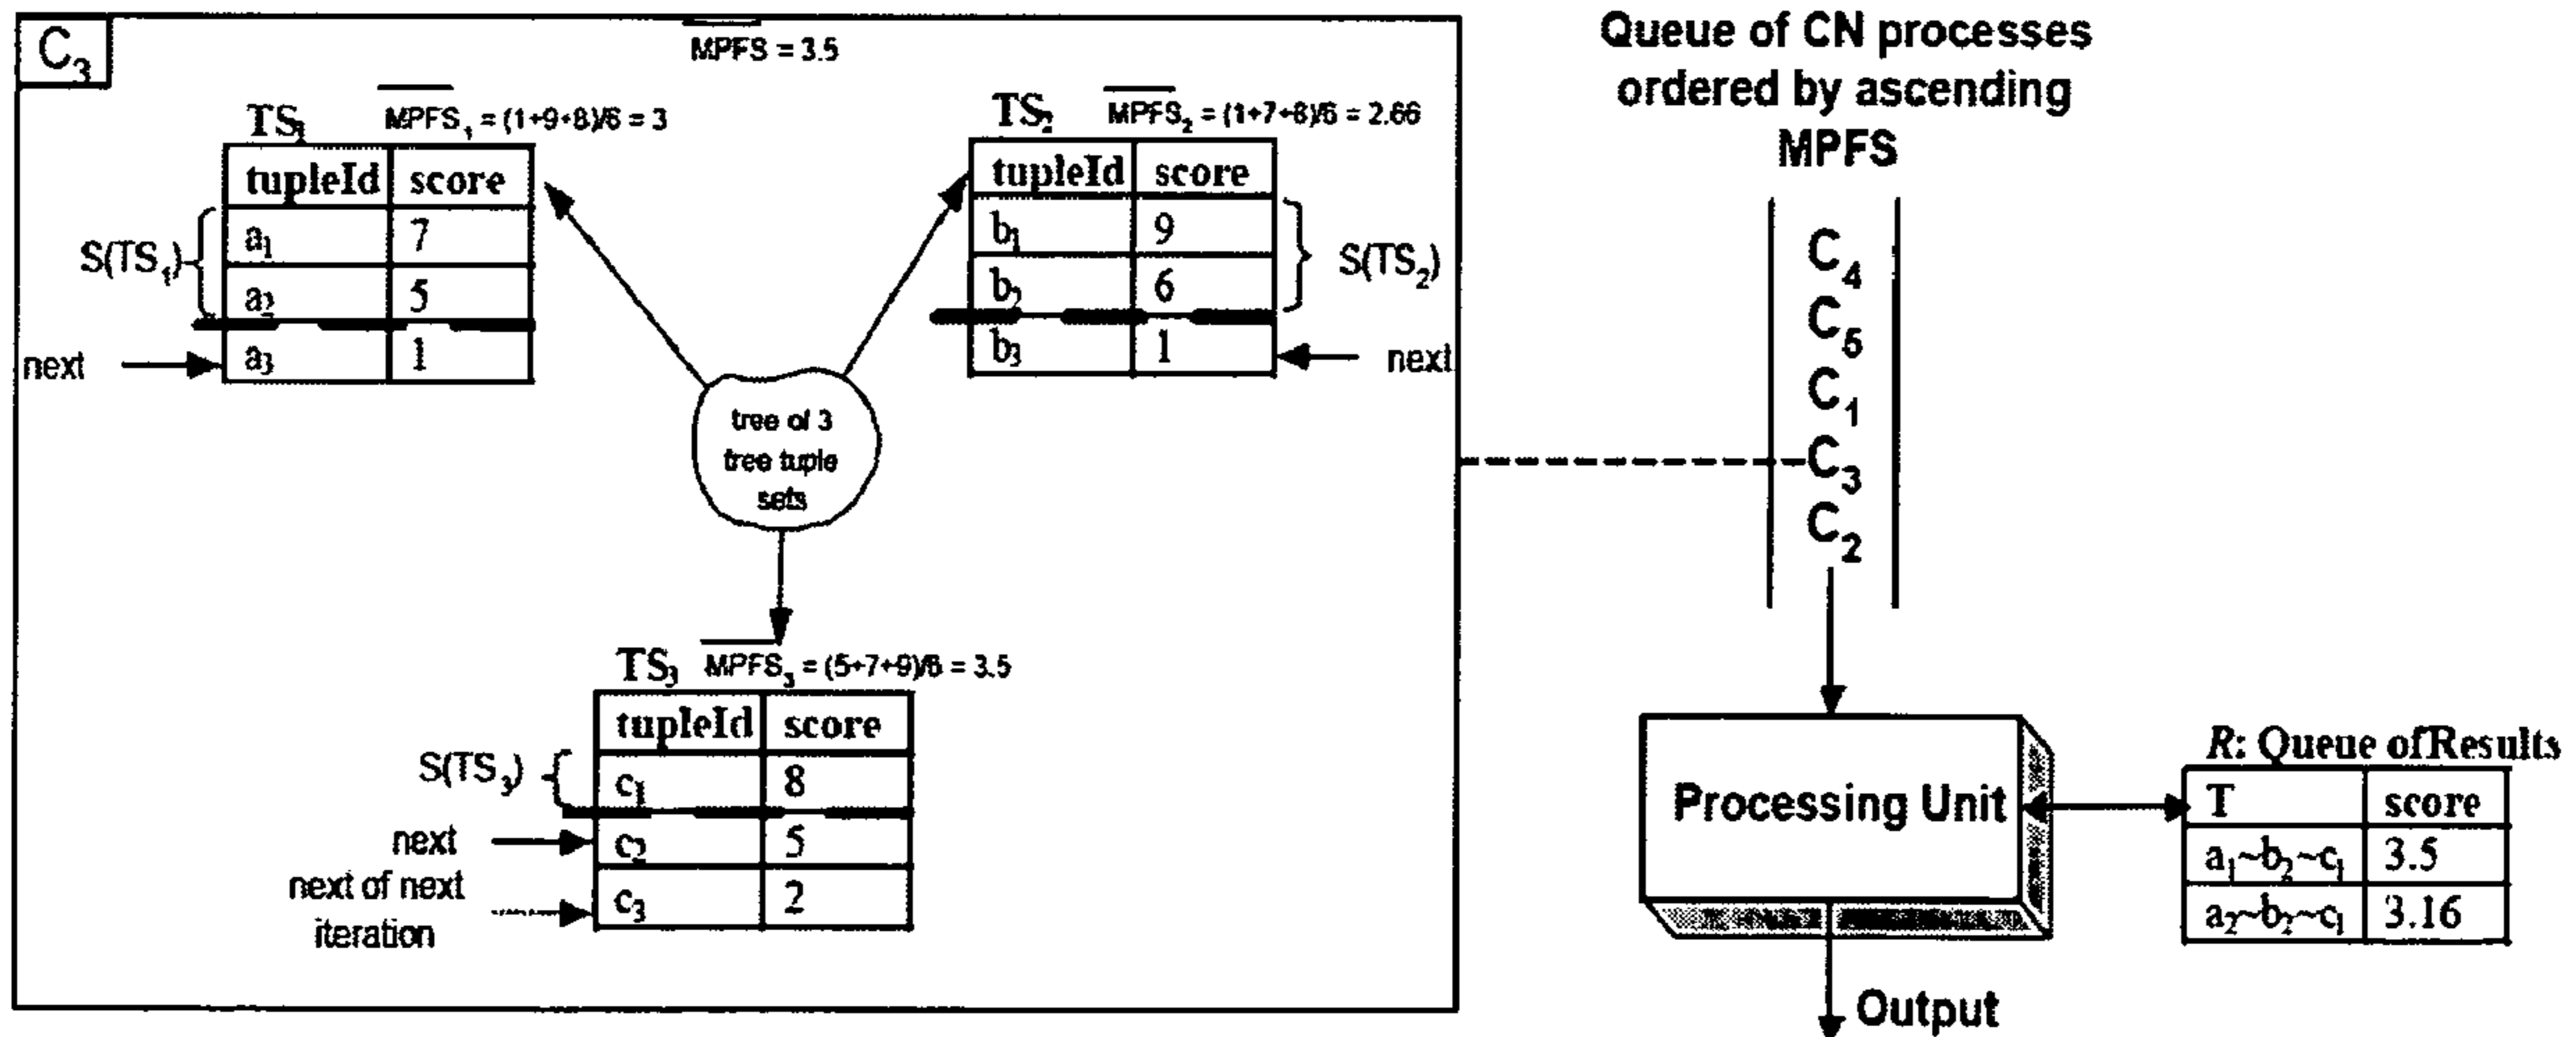 C₃
MPFS = 3.5
TS₁ MPFS₁ = (1+9+8)/6 = 3
tupleId score
S(TS₁)
a₁ 7
a₂ 5
next
a₃ 1
TS₂ MPFS₂ = (1+7+8)/6 = 2.66
tupleId score
b₁ 9
b₂ 6
S(TS₂)
b₃ 1
next
tree of 3
tree tuple
sets
TS₃ MPFS₃ = (5+7+9)/6 = 3.5
tupleId score
S(TS₃)
c₁ 8
next
c₂ 5
next of next
iteration
c₃ 2
Queue of CN processes
ordered by ascending
MPFS
C₄
C₅
C₁
C₃
C₂
Processing Unit
R: Queue of Results
T score
a₁~b₂~c₁ 3.5
a₂~b₂~c₁ 3.16
Output